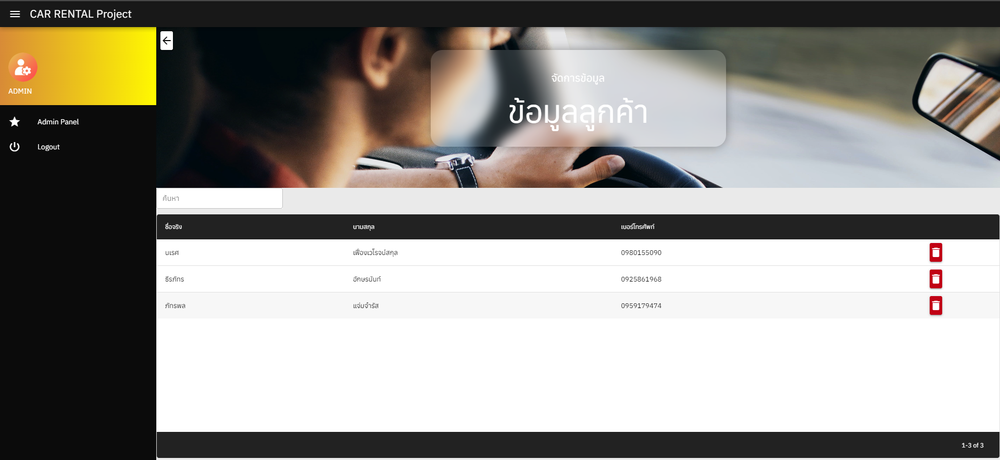 CAR RENTAL Project
ADMIN
Admin Panel
Logout
จัดการข้อมูล
ข้อมูลลูกค้า
ค้นหา
ชื่อจริง นามสกุล เบอร์โทรศัพท์
นเรศ เฟื่องเวโรจน์สกุล 0980155090
ธีรภัทร อักษรนันท์ 0925861968
ภัทรพล แจ่มจำรัส 0959179474
1-3 of 3